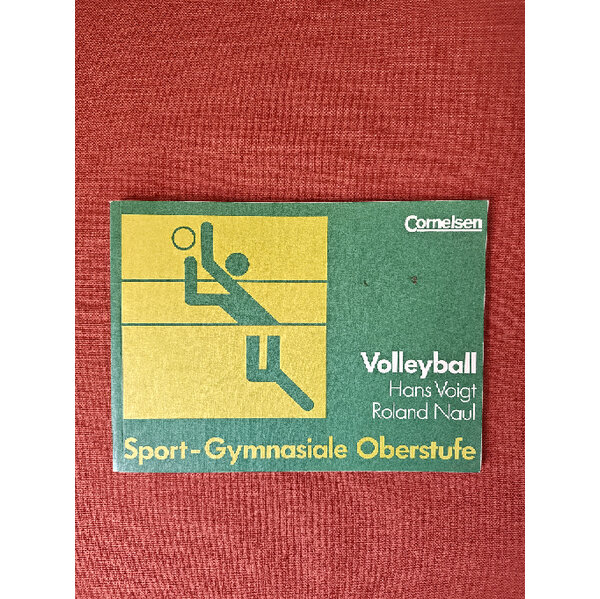 Cornelsen
Volleyball
Hans Voigt
Roland Naul
Sport-Gymnasiale Oberstufe